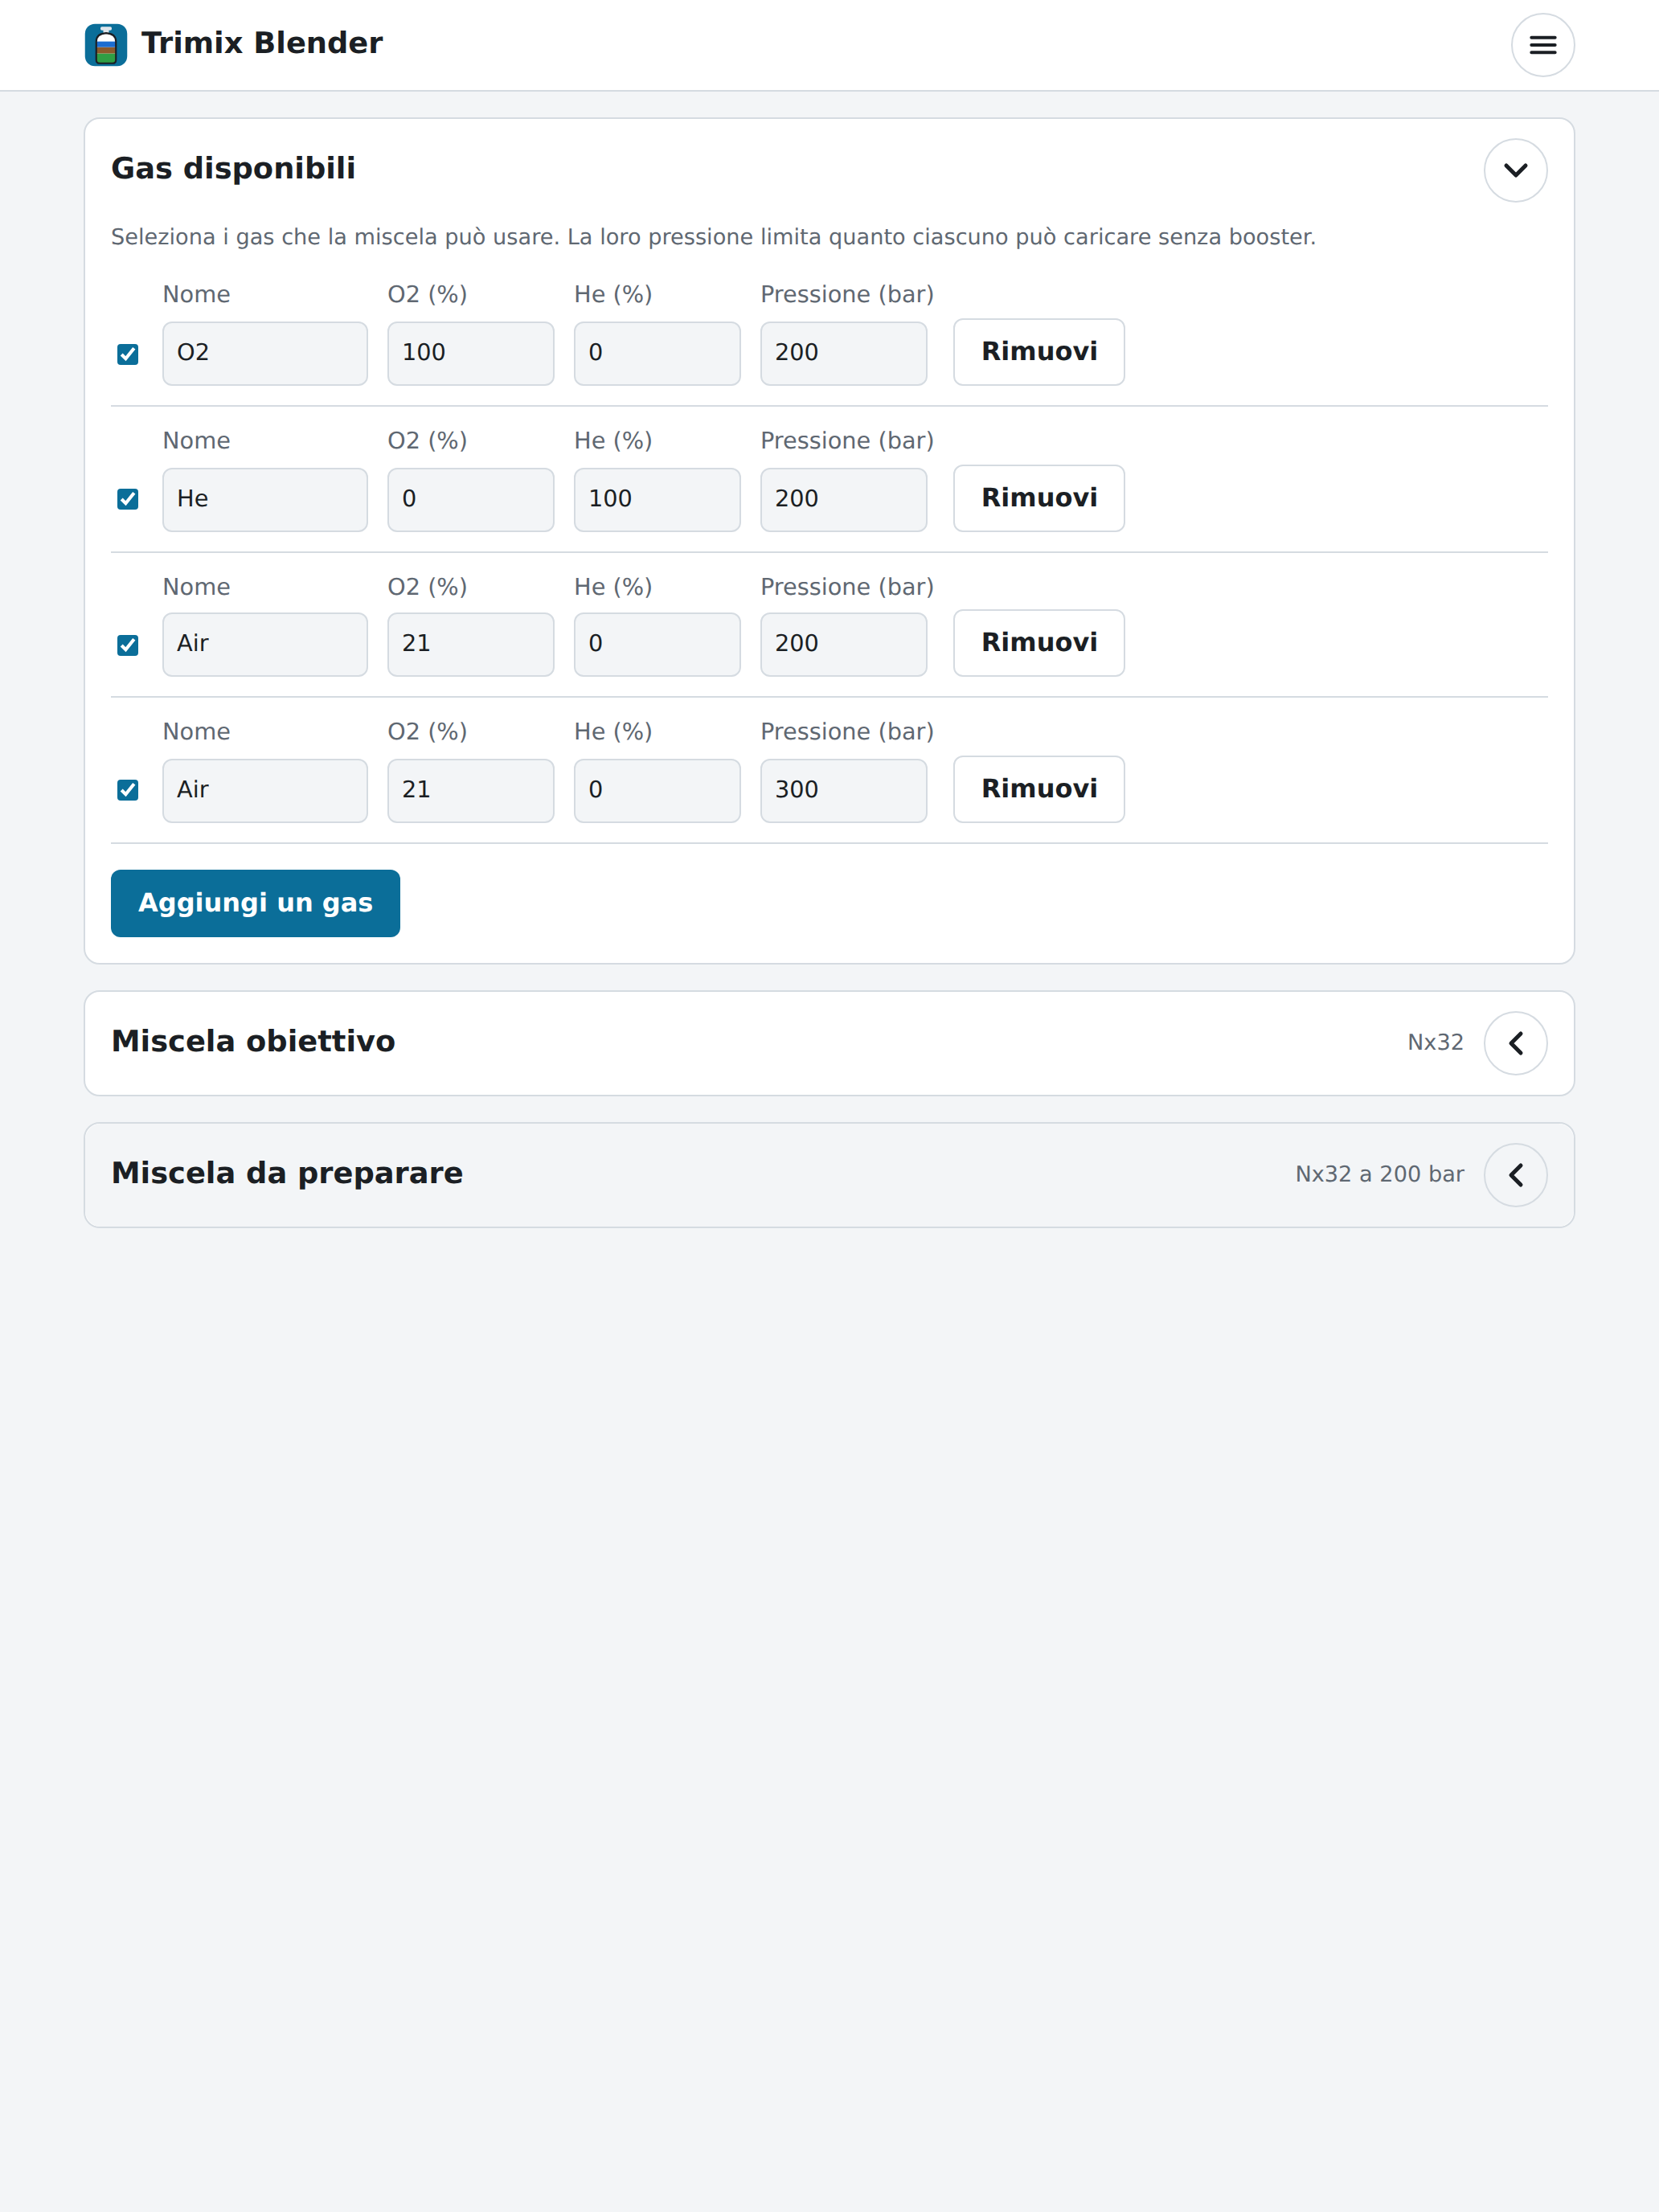 Trimix Blender
Gas disponibili
Seleziona i gas che la miscela può usare. La loro pressione limita quanto ciascuno può caricare senza booster.
Nome O2 (%) He (%) Pressione (bar)
O2 100 0 200 Rimuovi
Nome O2 (%) He (%) Pressione (bar)
He 0 100 200 Rimuovi
Nome O2 (%) He (%) Pressione (bar)
Air 21 0 200 Rimuovi
Nome O2 (%) He (%) Pressione (bar)
Air 21 0 300 Rimuovi
Aggiungi un gas
Miscela obiettivo Nx32
Miscela da preparare Nx32 a 200 bar